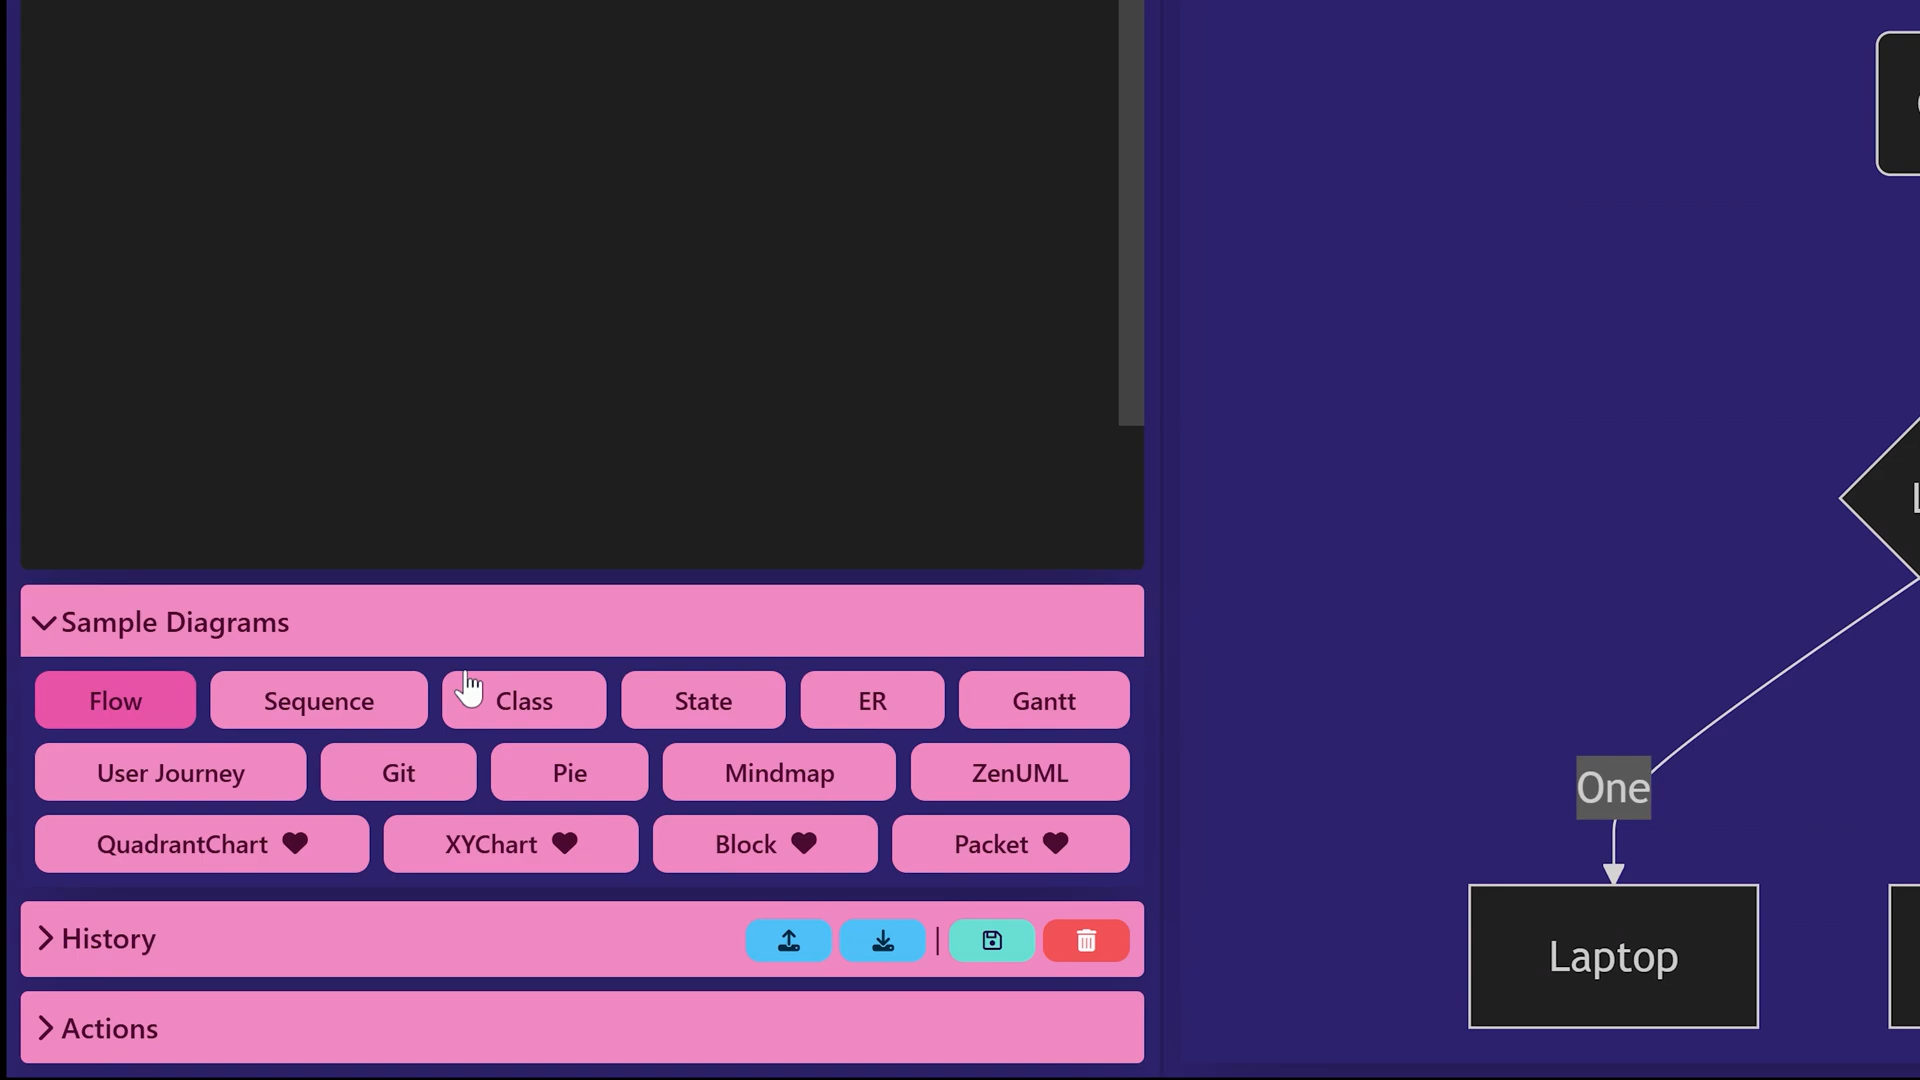 Sample Diagrams
Flow
Sequence
Class
State
ER
Gantt
User Journey
Git
Pie
Mindmap
ZenUML
QuadrantChart
XYChart
Block
Packet
History
Actions
One
Laptop